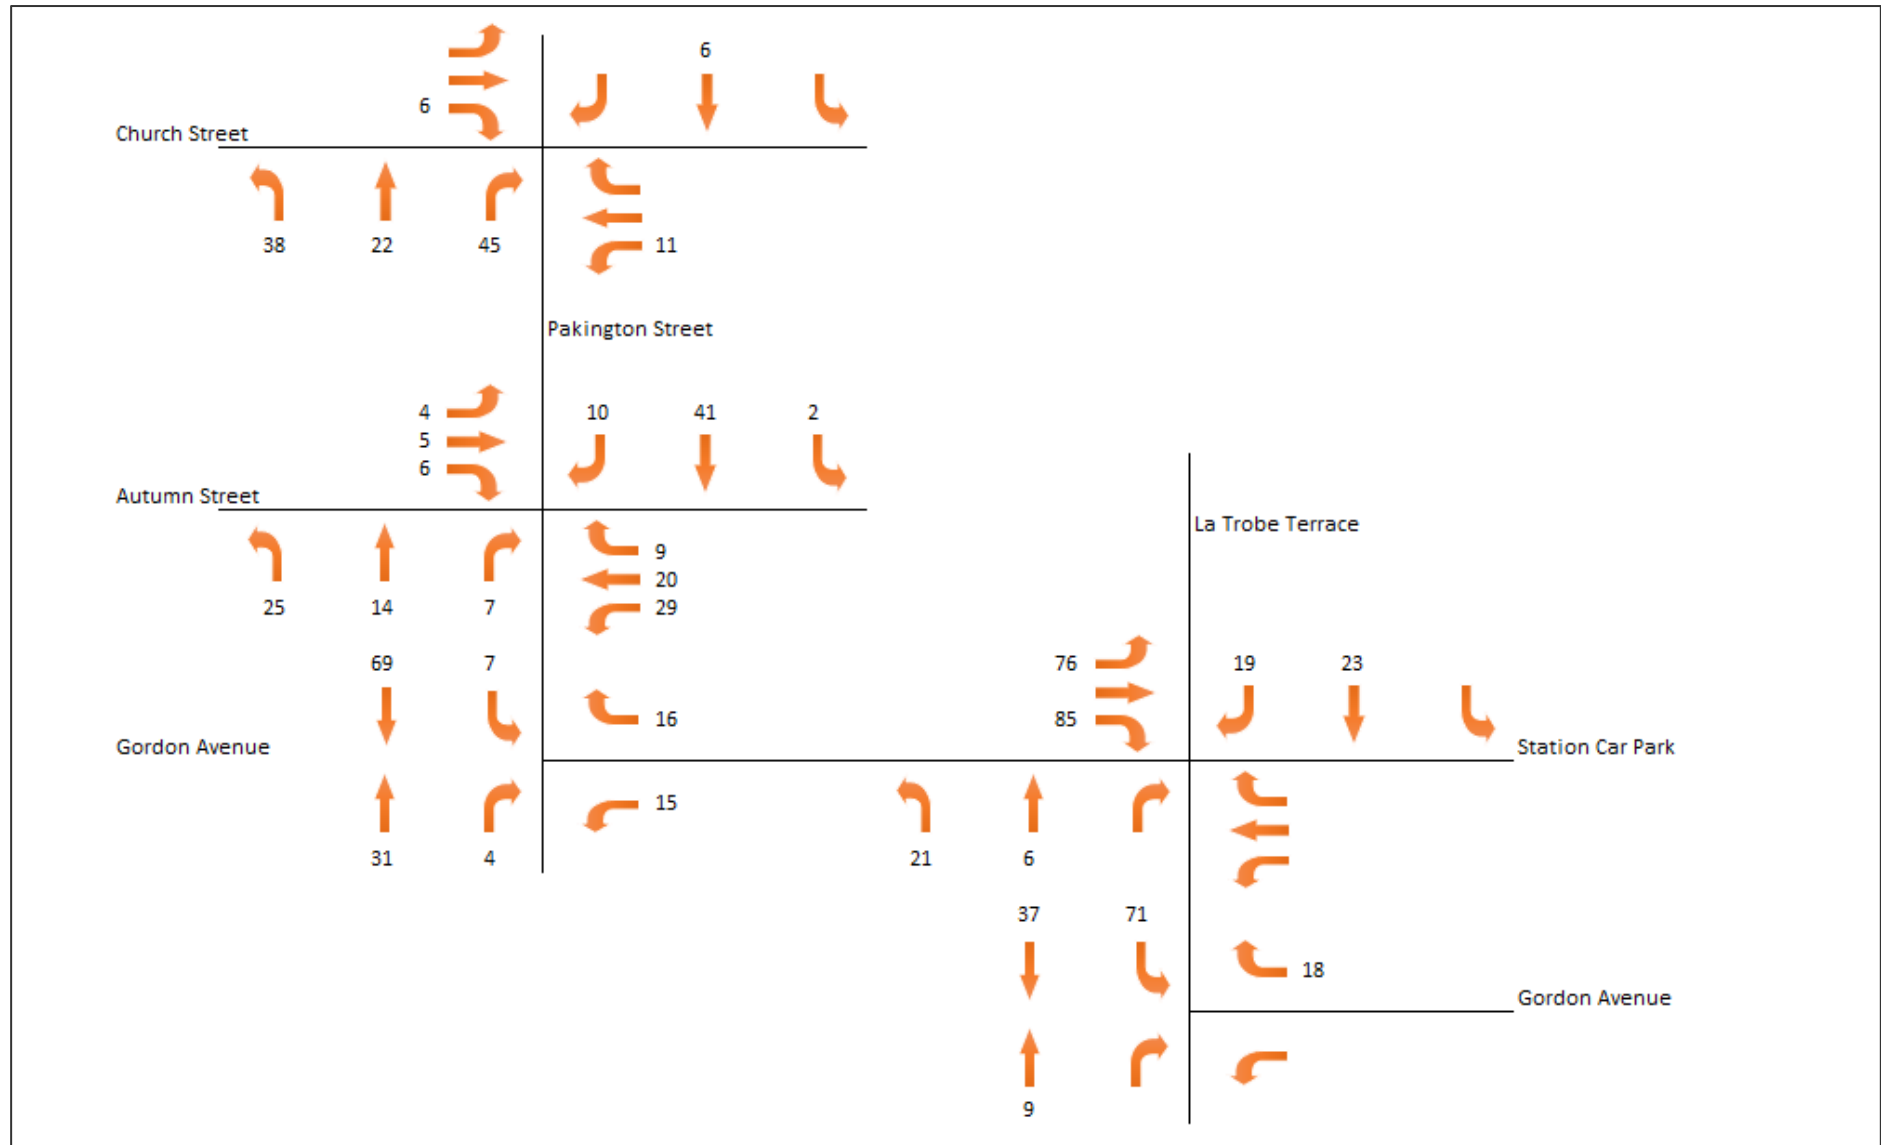 6
6
Church Street
38 22 45
11
Pakington Street
4
10 41 2
5
6
Autumn Street
La Trobe Terrace
9
20
29
25 14 7
69 7
76
19 23
16
85
Gordon Avenue
Station Car Park
15
31 4
21 6
37 71
18
Gordon Avenue
9